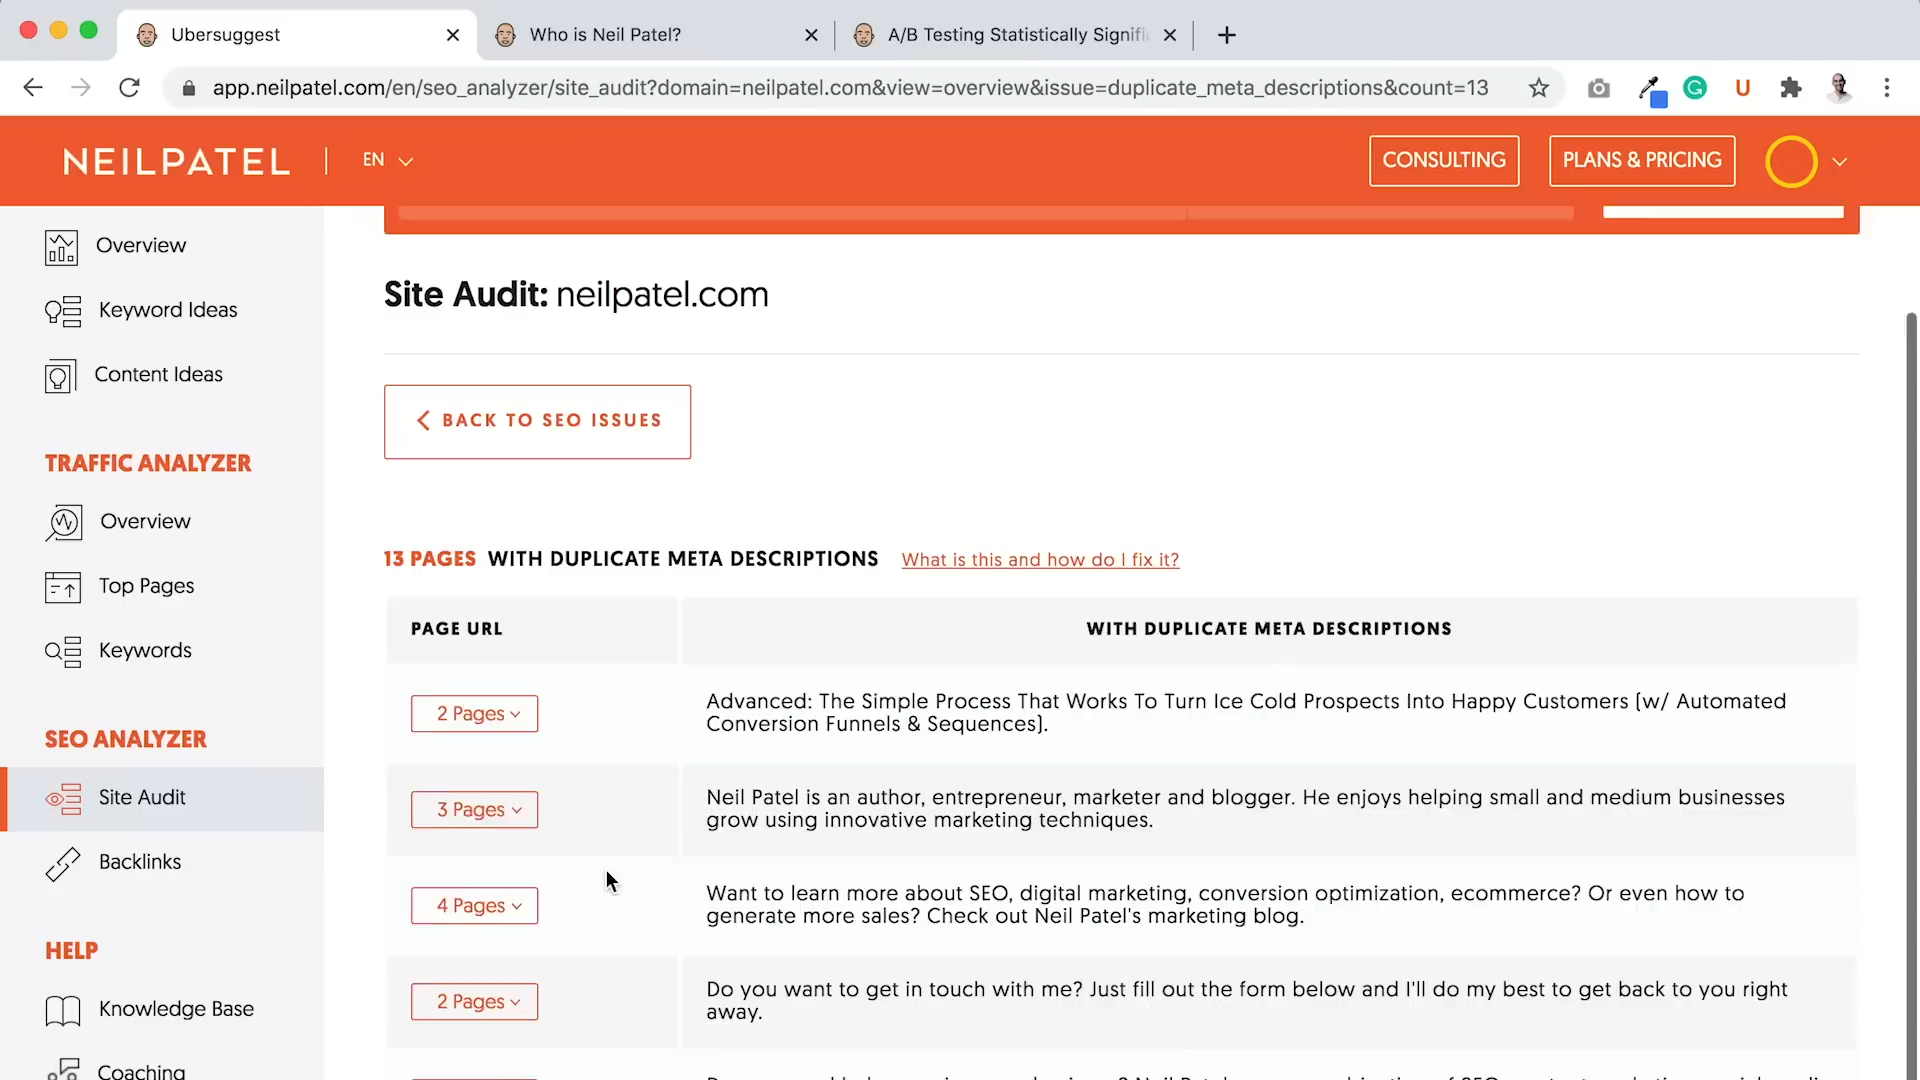 Ubersuggest
Who is Neil Patel?
A/B Testing Statistically Signifi
app.neilpatel.com/en/seo_analyzer/site_audit?domain=neilpatel.com&view=overview&issue=duplicate_meta_descriptions&count=13
NEILPATEL
EN
CONSULTING
PLANS & PRICING
Overview
Keyword Ideas
Content Ideas
TRAFFIC ANALYZER
Overview
Top Pages
Keywords
SEO ANALYZER
Site Audit
Backlinks
HELP
Knowledge Base
Coaching
Site Audit: neilpatel.com
BACK TO SEO ISSUES
13 PAGES WITH DUPLICATE META DESCRIPTIONS What is this and how do I fix it?
PAGE URL
WITH DUPLICATE META DESCRIPTIONS
2 Pages
Advanced: The Simple Process That Works To Turn Ice Cold Prospects Into Happy Customers (w/ Automated
Conversion Funnels & Sequences).
3 Pages
Neil Patel is an author, entrepreneur, marketer and blogger. He enjoys helping small and medium businesses
grow using innovative marketing techniques.
4 Pages
Want to learn more about SEO, digital marketing, conversion optimization, ecommerce? Or even how to
generate more sales? Check out Neil Patel's marketing blog.
2 Pages
Do you want to get in touch with me? Just fill out the form below and I'll do my best to get back to you right
away.